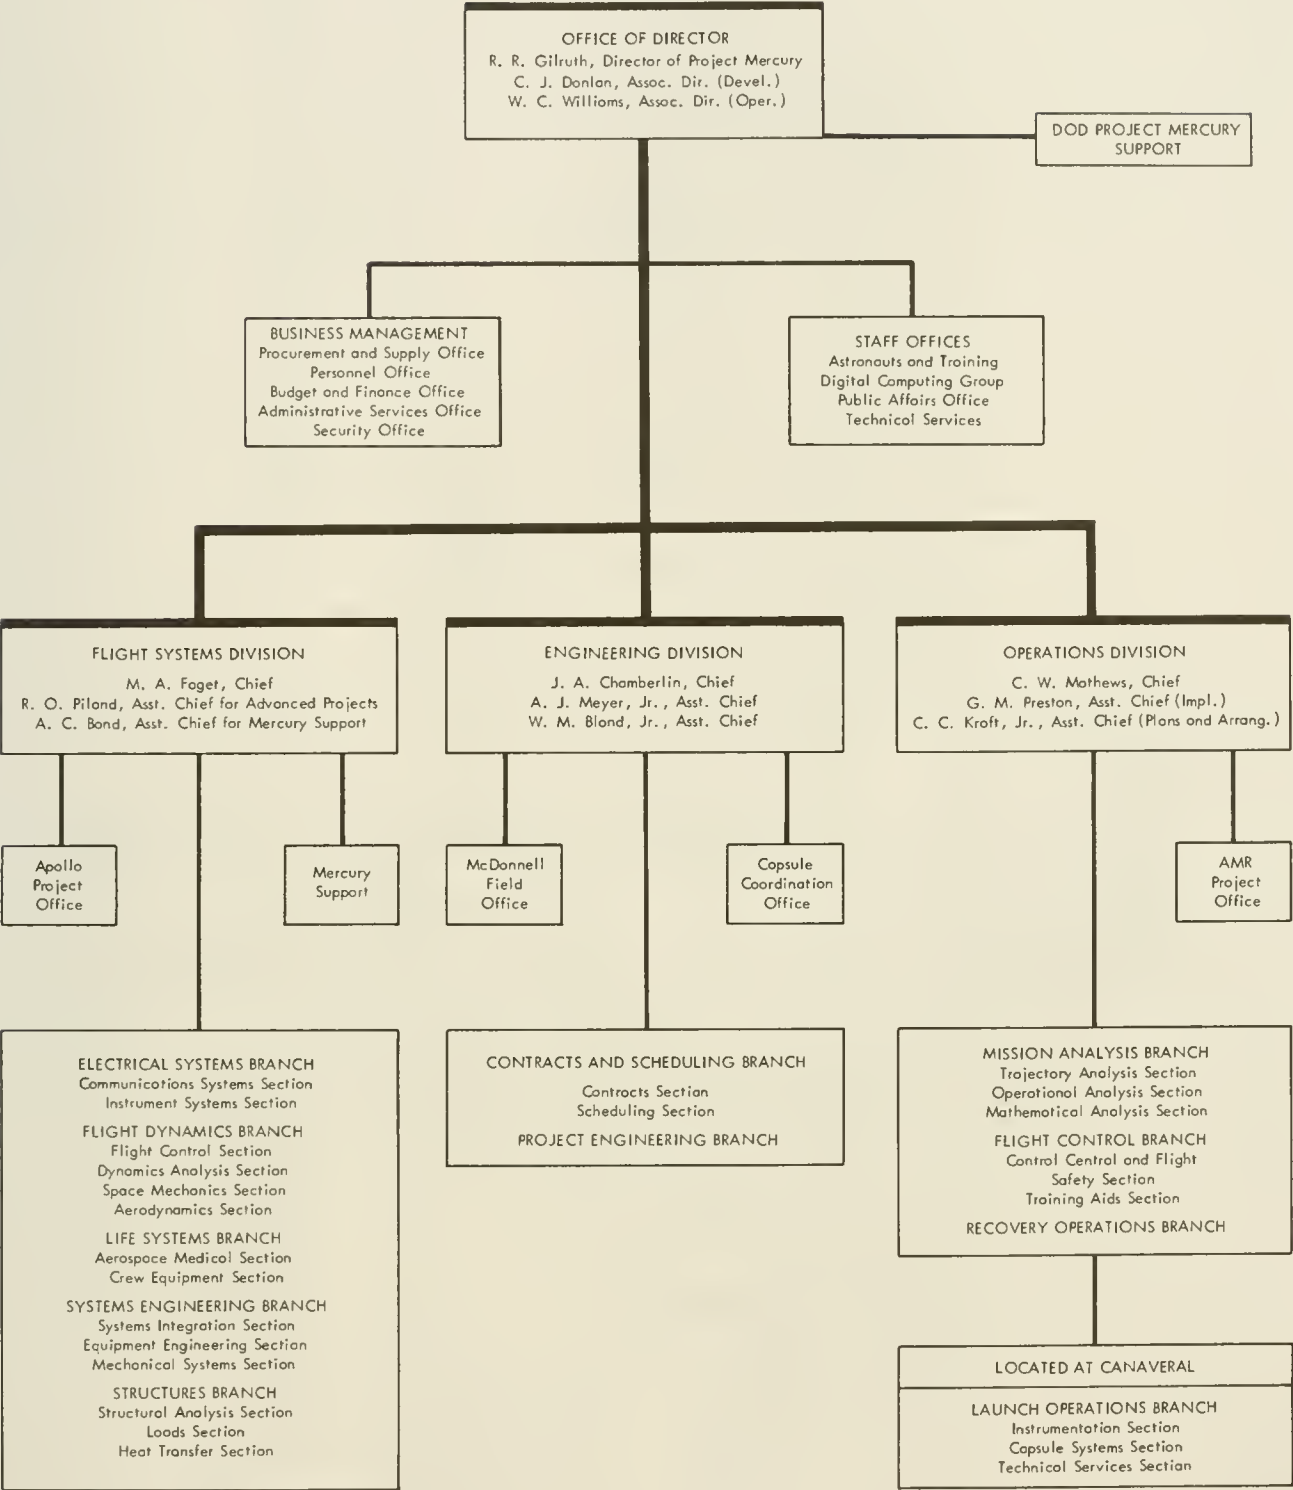 OFFICE OF DIRECTOR
R. R. Gilruth, Director of Project Mercury
C. J. Donlan, Assoc. Dir. (Devel.)
W. C. Williams, Assoc. Dir. (Oper.)
DOD PROJECT MERCURY
SUPPORT
BUSINESS MANAGEMENT
Procurement and Supply Office
Personnel Office
Budget and Finance Office
Administrative Services Office
Security Office
STAFF OFFICES
Astronauts and Training
Digital Computing Group
Public Affairs Office
Technical Services
FLIGHT SYSTEMS DIVISION
M. A. Faget, Chief
R. O. Piland, Asst. Chief for Advanced Projects
A. C. Bond, Asst. Chief for Mercury Support
ENGINEERING DIVISION
J. A. Chamberlin, Chief
A. J. Meyer, Jr., Asst. Chief
W. M. Bland, Jr., Asst. Chief
OPERATIONS DIVISION
C. W. Mathews, Chief
G. M. Preston, Asst. Chief (Impl.)
C. C. Kraft, Jr., Asst. Chief (Plans and Arrang.)
Apollo
Project
Office
Mercury
Support
McDonnell
Field
Office
Capsule
Coordination
Office
AMR
Project
Office
ELECTRICAL SYSTEMS BRANCH
Communications Systems Section
Instrument Systems Section
FLIGHT DYNAMICS BRANCH
Flight Control Section
Dynamics Analysis Section
Space Mechanics Section
Aerodynamics Section
LIFE SYSTEMS BRANCH
Aerospace Medical Section
Crew Equipment Section
SYSTEMS ENGINEERING BRANCH
Systems Integration Section
Equipment Engineering Section
Mechanical Systems Section
STRUCTURES BRANCH
Structural Analysis Section
Loads Section
Heat Transfer Section
CONTRACTS AND SCHEDULING BRANCH
Contracts Section
Scheduling Section
PROJECT ENGINEERING BRANCH
MISSION ANALYSIS BRANCH
Trajectory Analysis Section
Operational Analysis Section
Mathematical Analysis Section
FLIGHT CONTROL BRANCH
Control Central and Flight
Safety Section
Training Aids Section
RECOVERY OPERATIONS BRANCH
LOCATED AT CANAVERAL
LAUNCH OPERATIONS BRANCH
Instrumentation Section
Capsule Systems Section
Technical Services Section